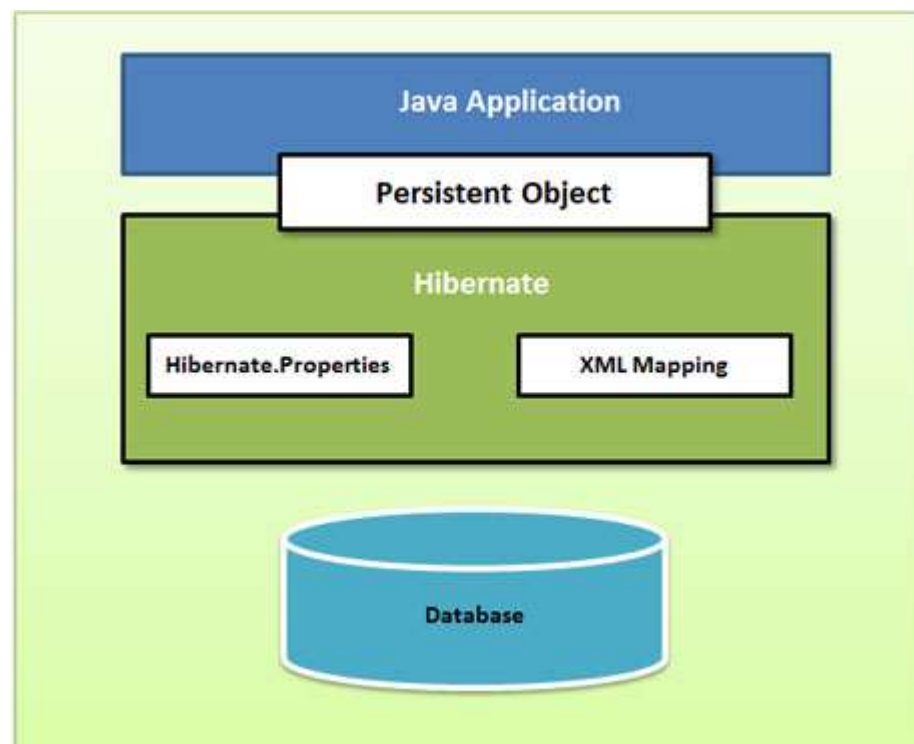 Java Application
Persistent Object
Hibernate
Hibernate.Properties
XML Mapping
Database